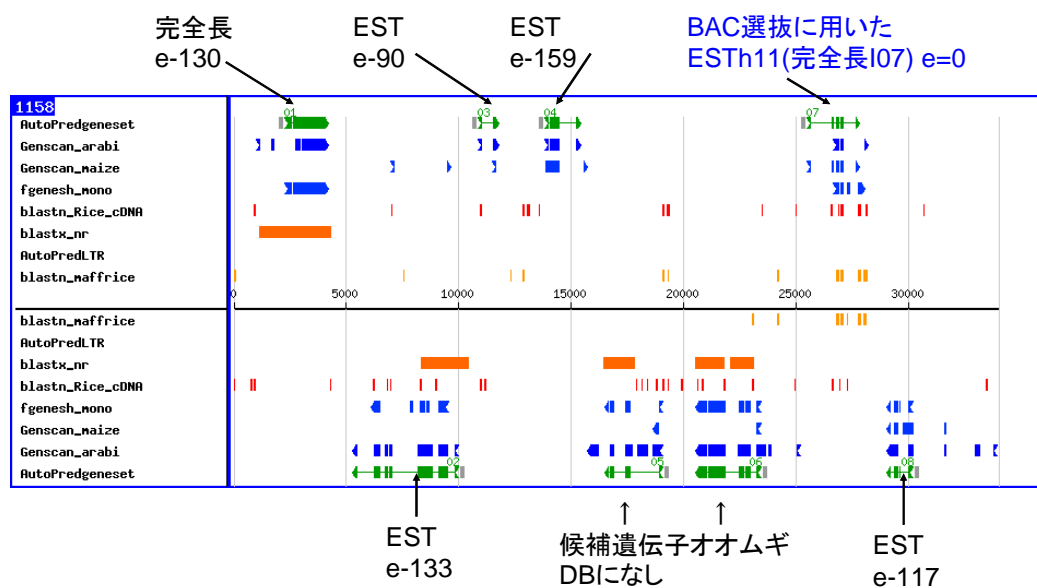 完全長
e-130
EST
e-90
EST
e-159
BAC選抜に用いた
ESTh11(完全長I07) e=0
1158
AutoPredgeneset
01
03
04
07
Genscan_arabi
Genscan_maize
fgenesh_mono
blastn_Rice_cDNA
blastx_nr
AutoPredLTR
blastn_maffrice
0 5000 10000 15000 20000 25000 30000
blastn_maffrice
AutoPredLTR
blastx_nr
blastn_Rice_cDNA
fgenesh_mono
Genscan_maize
Genscan_arabi
AutoPredgeneset
02
05
06
08
EST
e-133
↑ ↑
候補遺伝子オオムギ
DBになし
EST
e-117